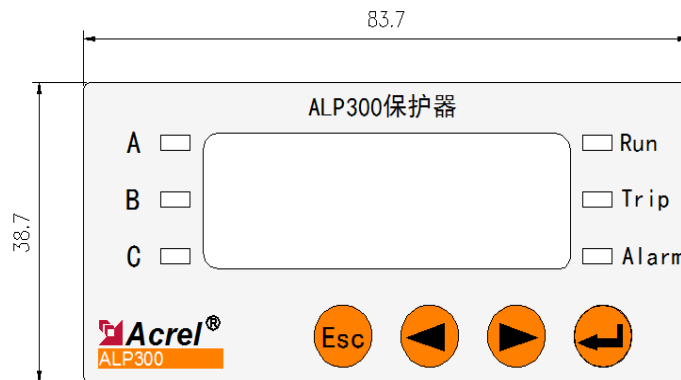 83.7
ALP300保护器
38.7
A
Run
B
Trip
C
Alarm
Acrel®
ALP300
Esc